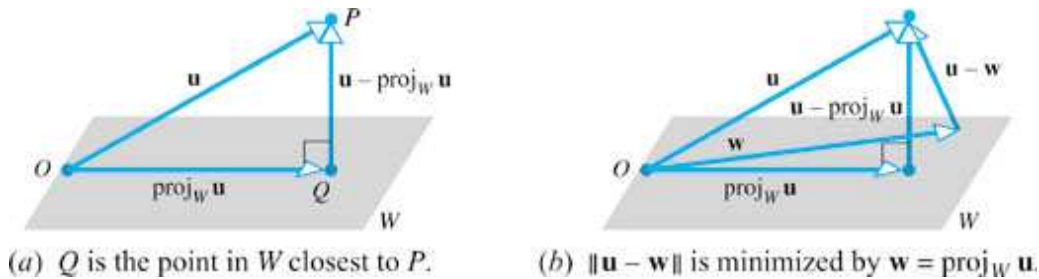 P
u
u – proj_W u
O
proj_W u
Q
W
(a) Q is the point in W closest to P.
u
u – w
u – proj_W u
w
O
proj_W u
W
(b) ‖u – w‖ is minimized by w = proj_W u.